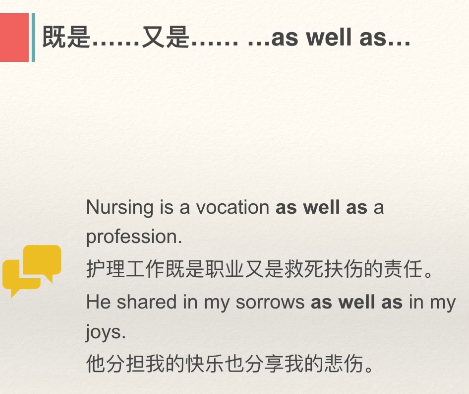 既是……又是…… …as well as…
Nursing is a vocation as well as a
profession.
护理工作既是职业又是救死扶伤的责任。
He shared in my sorrows as well as in my
joys.
他分担我的快乐也分享我的悲伤。